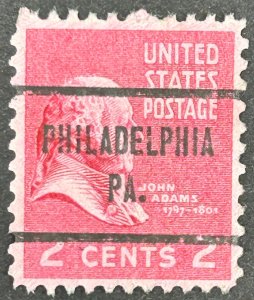 UNITED
STATES
POSTAGE
PHILADELPHIA
PA.
JOHN
ADAMS
1797-1801
2 CENTS 2